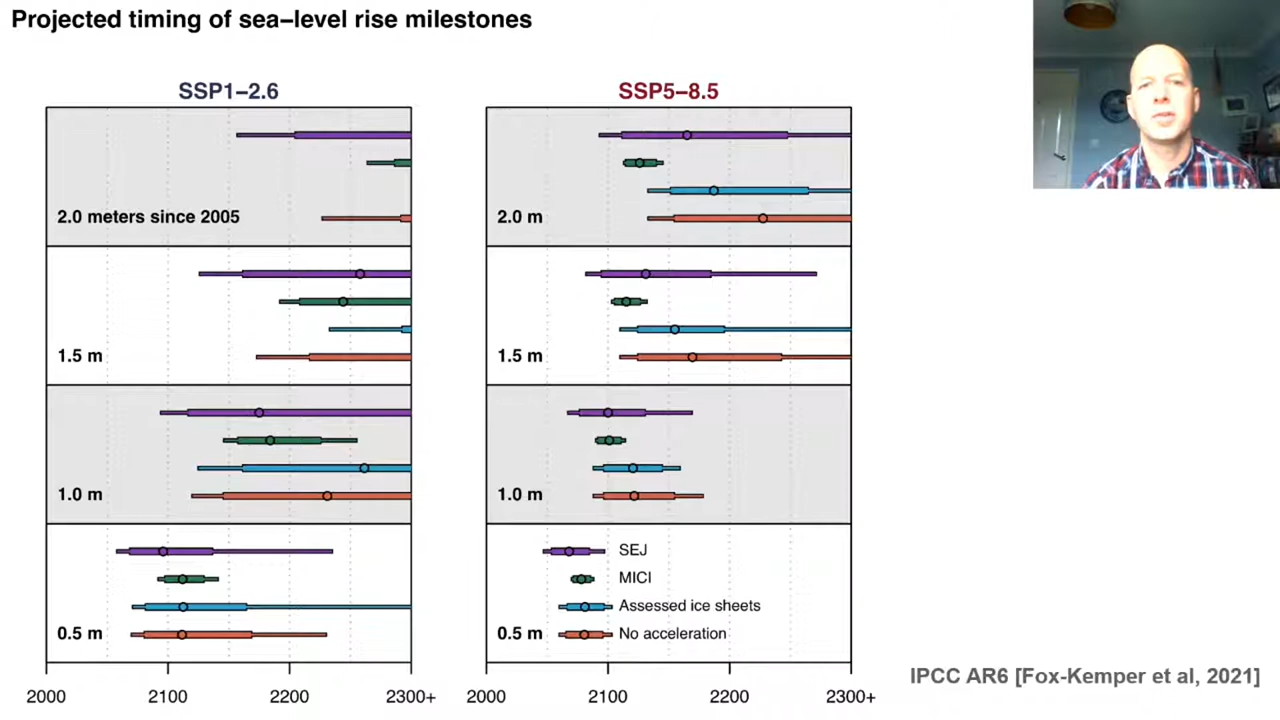 Projected timing of sea–level rise milestones
SSP1–2.6
SSP5–8.5
2.0 meters since 2005
2.0 m
1.5 m
1.5 m
1.0 m
1.0 m
SEJ
MICI
Assessed ice sheets
0.5 m
0.5 m
No acceleration
2000 2100 2200 2300+
2000 2100 2200 2300+
IPCC AR6 [Fox-Kemper et al, 2021]